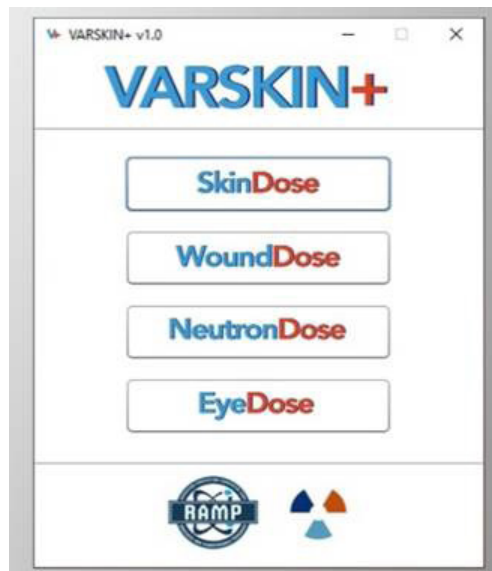 VARSKIN+ v1.0
VARSKIN+
SkinDose
WoundDose
NeutronDose
EyeDose
RAMP